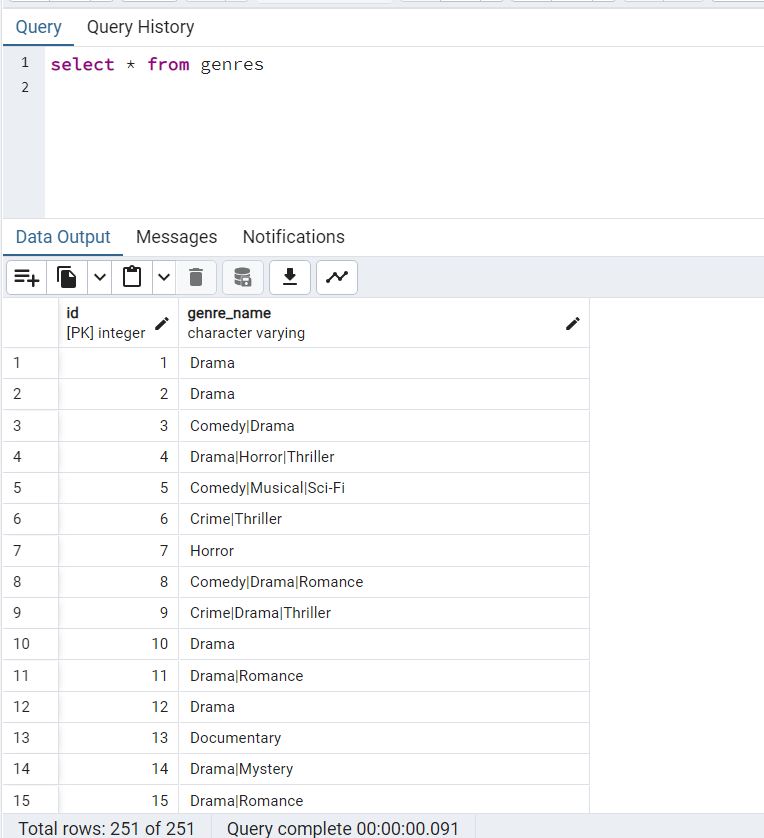 Query Query History
1 select * from genres
2
Data Output Messages Notifications
id genre_name
[PK] integer character varying
1 1 Drama
2 2 Drama
3 3 Comedy|Drama
4 4 Drama|Horror|Thriller
5 5 Comedy|Musical|Sci-Fi
6 6 Crime|Thriller
7 7 Horror
8 8 Comedy|Drama|Romance
9 9 Crime|Drama|Thriller
10 10 Drama
11 11 Drama|Romance
12 12 Drama
13 13 Documentary
14 14 Drama|Mystery
15 15 Drama|Romance
Total rows: 251 of 251 Query complete 00:00:00.091